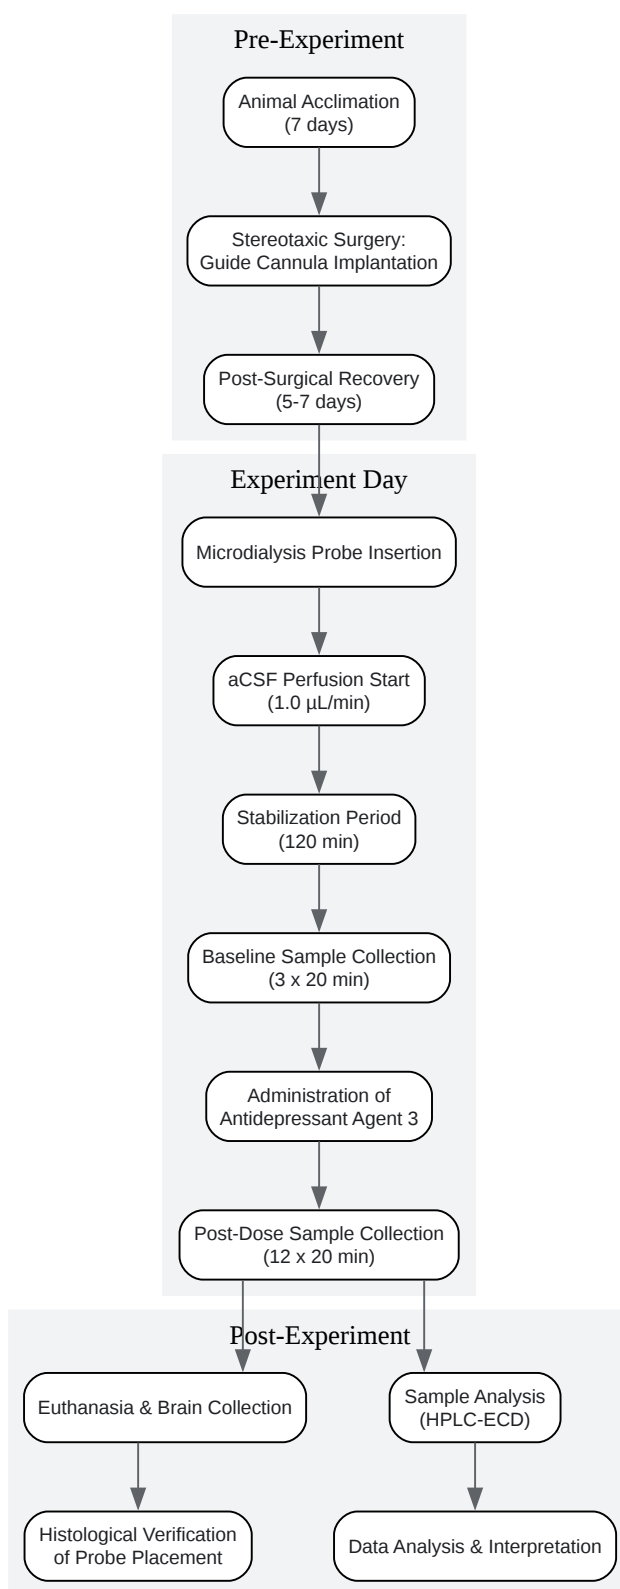 Pre-Experiment
Animal Acclimation
(7 days)
Stereotaxic Surgery:
Guide Cannula Implantation
Post-Surgical Recovery
(5-7 days)
Experiment Day
Microdialysis Probe Insertion
aCSF Perfusion Start
(1.0 µL/min)
Stabilization Period
(120 min)
Baseline Sample Collection
(3 x 20 min)
Administration of
Antidepressant Agent 3
Post-Dose Sample Collection
(12 x 20 min)
Post-Experiment
Euthanasia & Brain Collection
Sample Analysis
(HPLC-ECD)
Histological Verification
of Probe Placement
Data Analysis & Interpretation